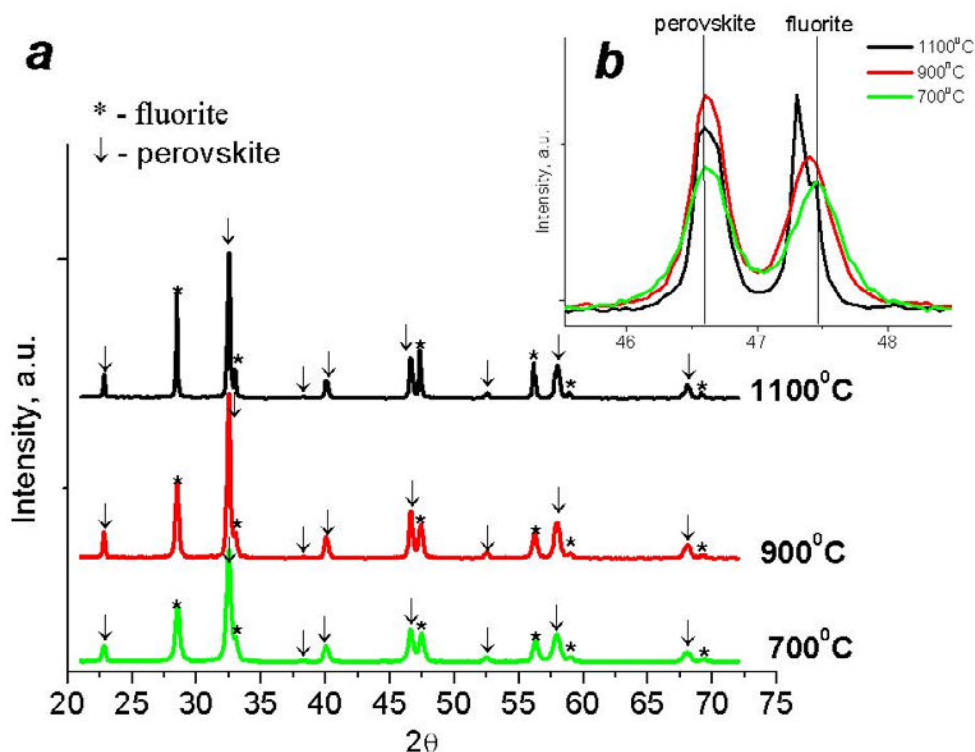 a
* - fluorite
↓ - perovskite
b
perovskite
fluorite
1100⁰C
900⁰C
700⁰C
Intensity, a.u.
46
47
48
1100⁰C
900⁰C
700⁰C
Intensity, a.u.
20
25
30
35
40
45
50
55
60
65
70
75
2θ